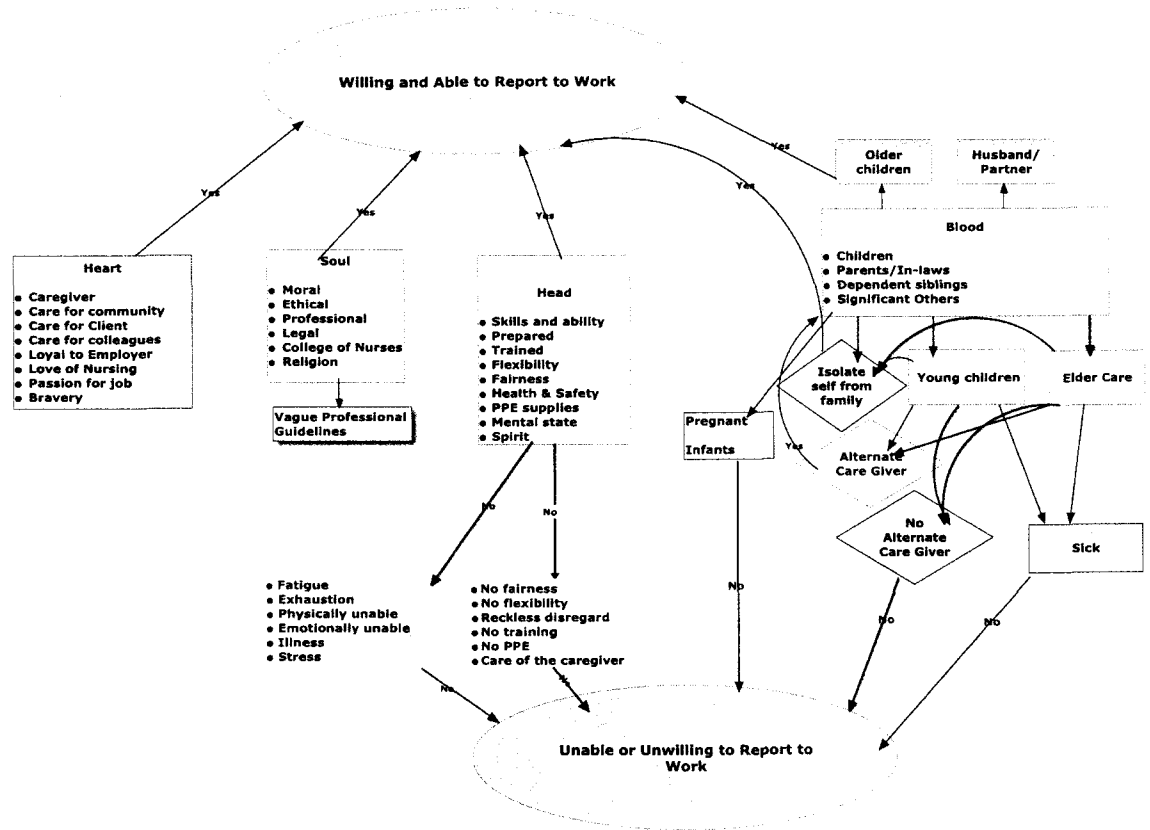 Willing and Able to Report to Work
Yes
Yes
Yes
Yes
Yes
Older
children
Husband/
Partner
Heart
• Caregiver
• Care for community
• Care for Client
• Care for colleagues
• Loyal to Employer
• Love of Nursing
• Passion for job
• Bravery
Soul
• Moral
• Ethical
• Professional
• Legal
• College of Nurses
• Religion
Vague Professional
Guidelines
Head
• Skills and ability
• Prepared
• Trained
• Flexibility
• Fairness
• Health & Safety
• PPE supplies
• Mental state
• Spirit
Blood
• Children
• Parents/In-laws
• Dependent siblings
• Significant Others
Isolate
self from
family
Young children
Elder Care
Pregnant
Infants
Yes
Alternate
Care Giver
No
Alternate
Care Giver
Sick
No
No
• Fatigue
• Exhaustion
• Physically unable
• Emotionally unable
• Illness
• Stress
• No fairness
• No flexibility
• Reckless disregard
• No training
• No PPE
• Care of the caregiver
No
No
No
No
No
Unable or Unwilling to Report to
Work